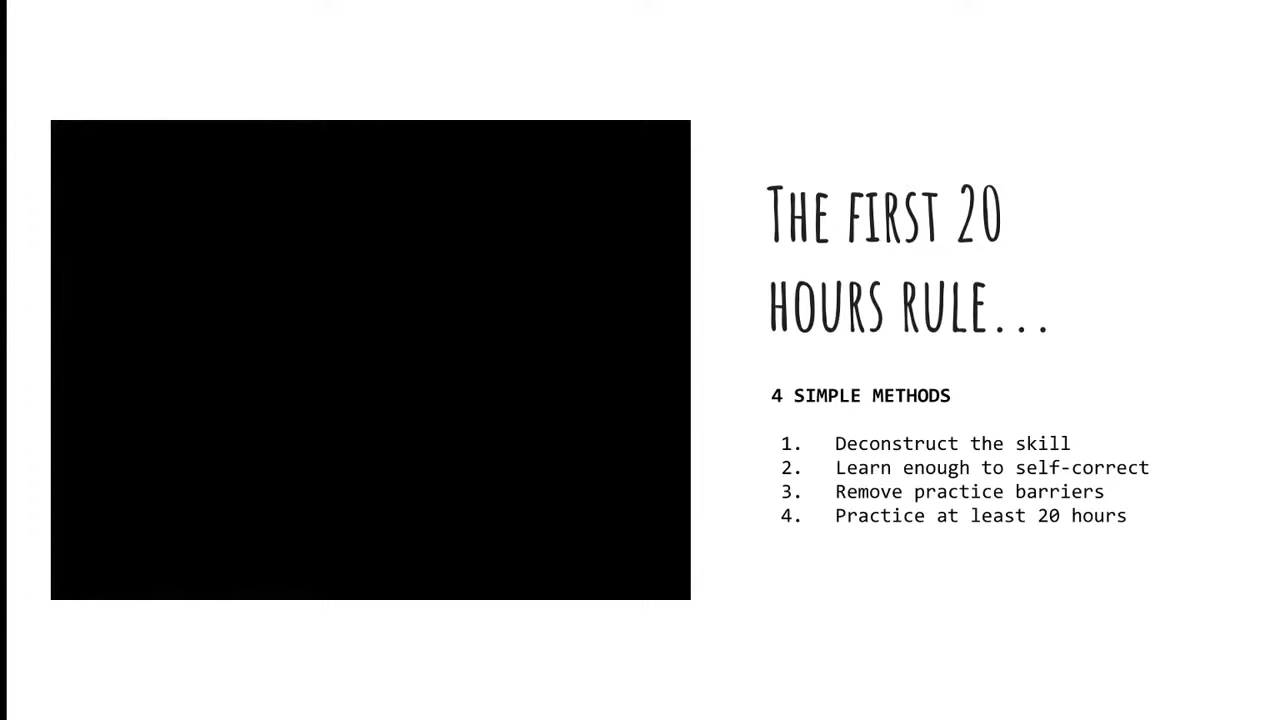 The first 20
hours rule...
4 SIMPLE METHODS
1. Deconstruct the skill
2. Learn enough to self-correct
3. Remove practice barriers
4. Practice at least 20 hours